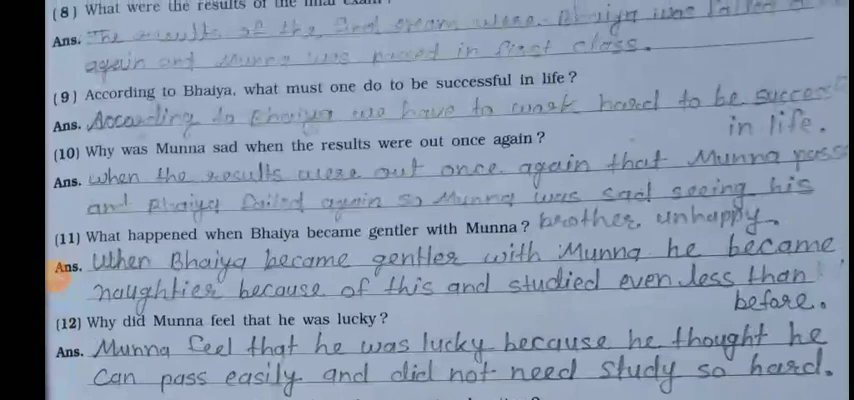 (8) What were the results of the final exam?
Ans. The results of the final exam were. Bhaiya was failed
again and Munna was passed in first class.
(9) According to Bhaiya, what must one do to be successful in life?
Ans. According to Bhaiya we have to work hard to be success
in life.
(10) Why was Munna sad when the results were out once again?
Ans. when the results were out once again that Munna pass
and Bhaiya Failed again so Munna was sad seeing his
brother unhappy.
(11) What happened when Bhaiya became gentler with Munna?
Ans. When Bhaiya became gentler with Munna he became
naughtier because of this and studied even less than
before.
(12) Why did Munna feel that he was lucky?
Ans. Munna feel that he was lucky because he thought he
can pass easily and did not need study so hard.